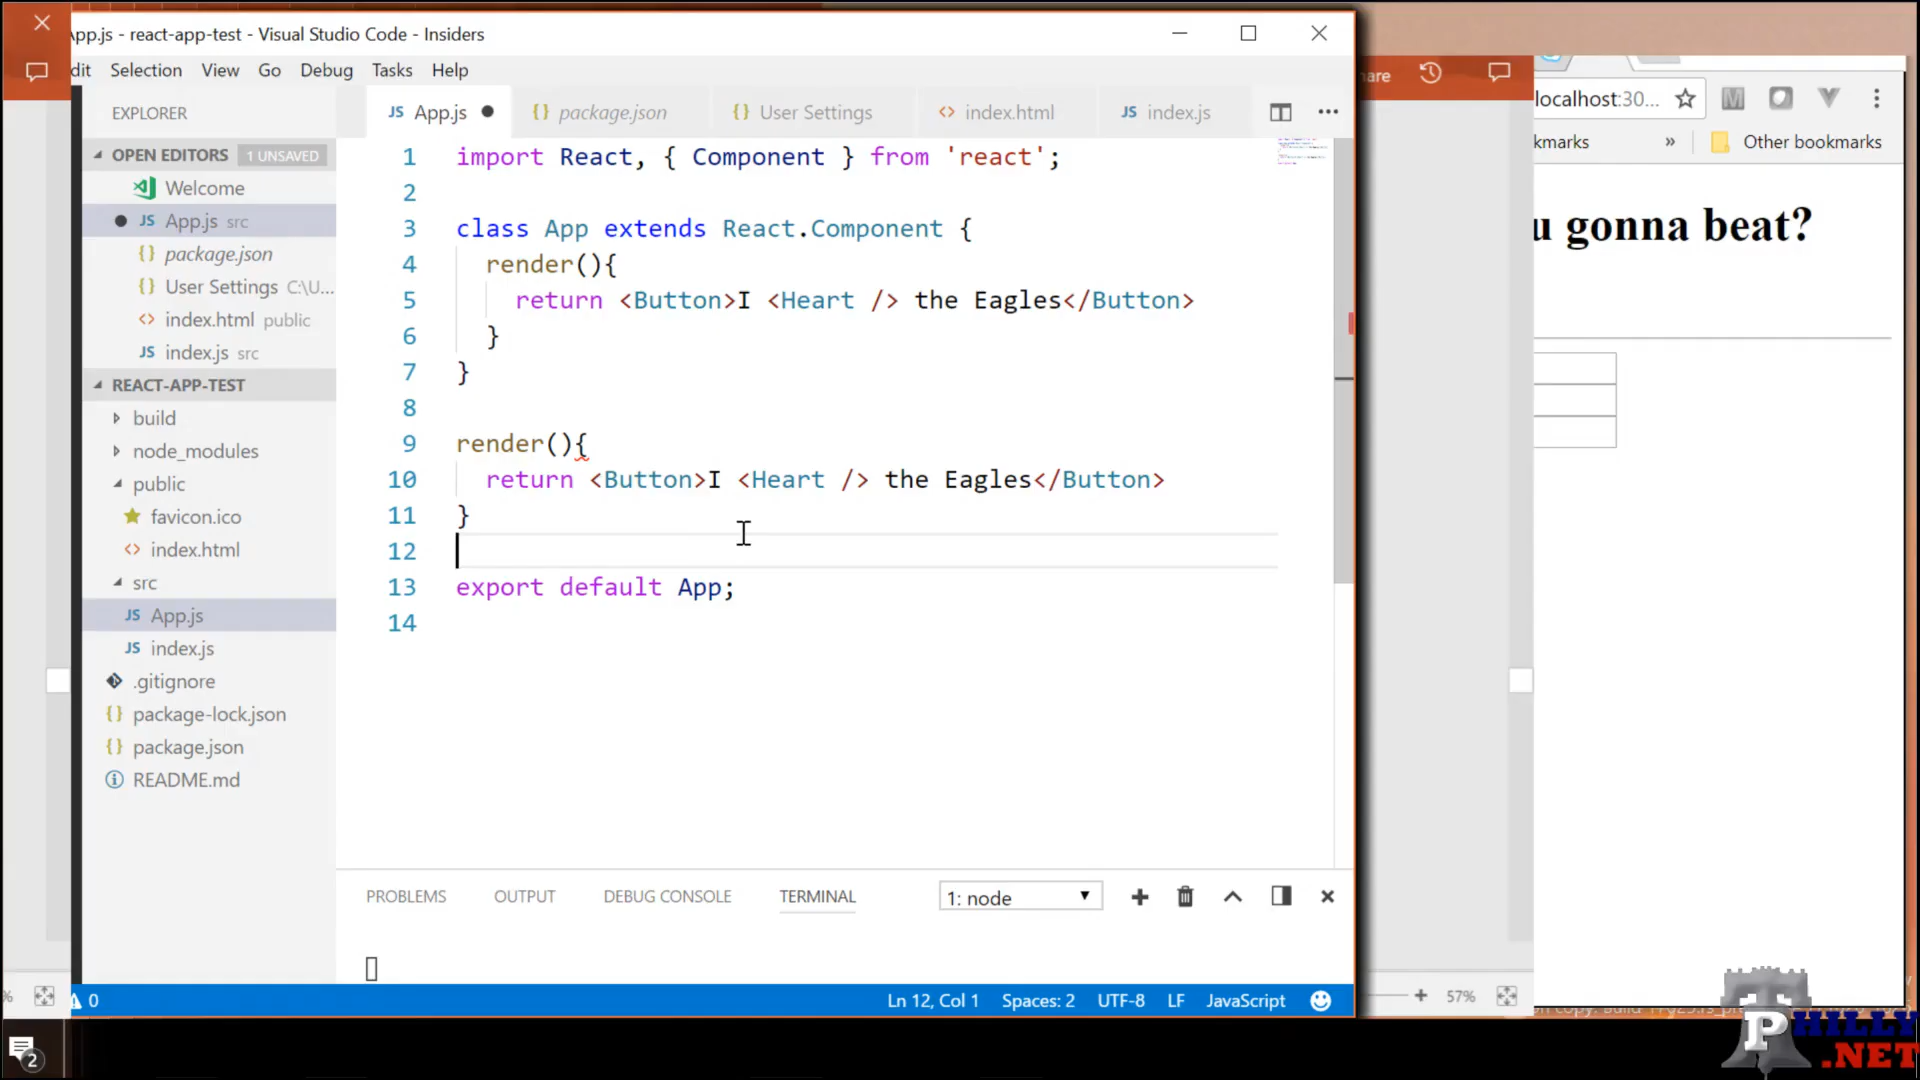 App.js - react-app-test - Visual Studio Code - Insiders
dit Selection View Go Debug Tasks Help
EXPLORER
OPEN EDITORS 1 UNSAVED
Welcome
App.js src
package.json
User Settings C:\U...
index.html public
index.js src
REACT-APP-TEST
build
node_modules
public
favicon.ico
index.html
src
App.js
index.js
.gitignore
package-lock.json
package.json
README.md
JS App.js
{} package.json
{} User Settings
<> index.html
JS index.js
1 import React, { Component } from 'react';
2
3 class App extends React.Component {
4 render(){
5 return <Button>I <Heart /> the Eagles</Button>
6 }
7 }
8
9 render(){
10 return <Button>I <Heart /> the Eagles</Button>
11 }
12
13 export default App;
14
PROBLEMS OUTPUT DEBUG CONSOLE TERMINAL 1: node
0 Ln 12, Col 1 Spaces: 2 UTF-8 LF JavaScript
are
localhost:30...
kmarks » Other bookmarks
u gonna beat?
57%
2
PHILLY
.NET